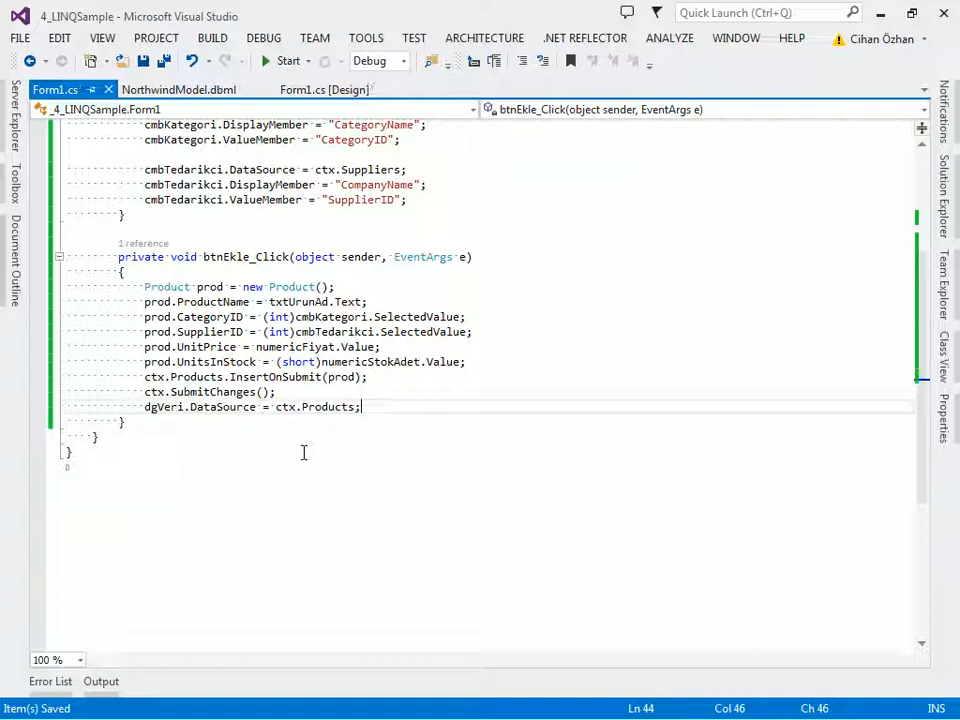 4_LINQSample - Microsoft Visual Studio
Quick Launch (Ctrl+Q)
FILE EDIT VIEW PROJECT BUILD DEBUG TEAM TOOLS TEST ARCHITECTURE .NET REFLECTOR ANALYZE WINDOW HELP Cihan Özhan
Start Debug
Form1.cs NorthwindModel.dbml Form1.cs [Design]
_4_LINQSample.Form1 btnEkle_Click(object sender, EventArgs e)
cmbKategori.DisplayMember = "CategoryName";
cmbKategori.ValueMember = "CategoryID";
cmbTedarikci.DataSource = ctx.Suppliers;
cmbTedarikci.DisplayMember = "CompanyName";
cmbTedarikci.ValueMember = "SupplierID";
}
1 reference
private void btnEkle_Click(object sender, EventArgs e)
{
Product prod = new Product();
prod.ProductName = txtUrunAd.Text;
prod.CategoryID = (int)cmbKategori.SelectedValue;
prod.SupplierID = (int)cmbTedarikci.SelectedValue;
prod.UnitPrice = numericFiyat.Value;
prod.UnitsInStock = (short)numericStokAdet.Value;
ctx.Products.InsertOnSubmit(prod);
ctx.SubmitChanges();
dgVeri.DataSource = ctx.Products;
}
}
}
Server Explorer
Toolbox
Document Outline
Notifications
Solution Explorer
Team Explorer
Class View
Properties
100 %
Error List Output
Item(s) Saved Ln 44 Col 46 Ch 46 INS